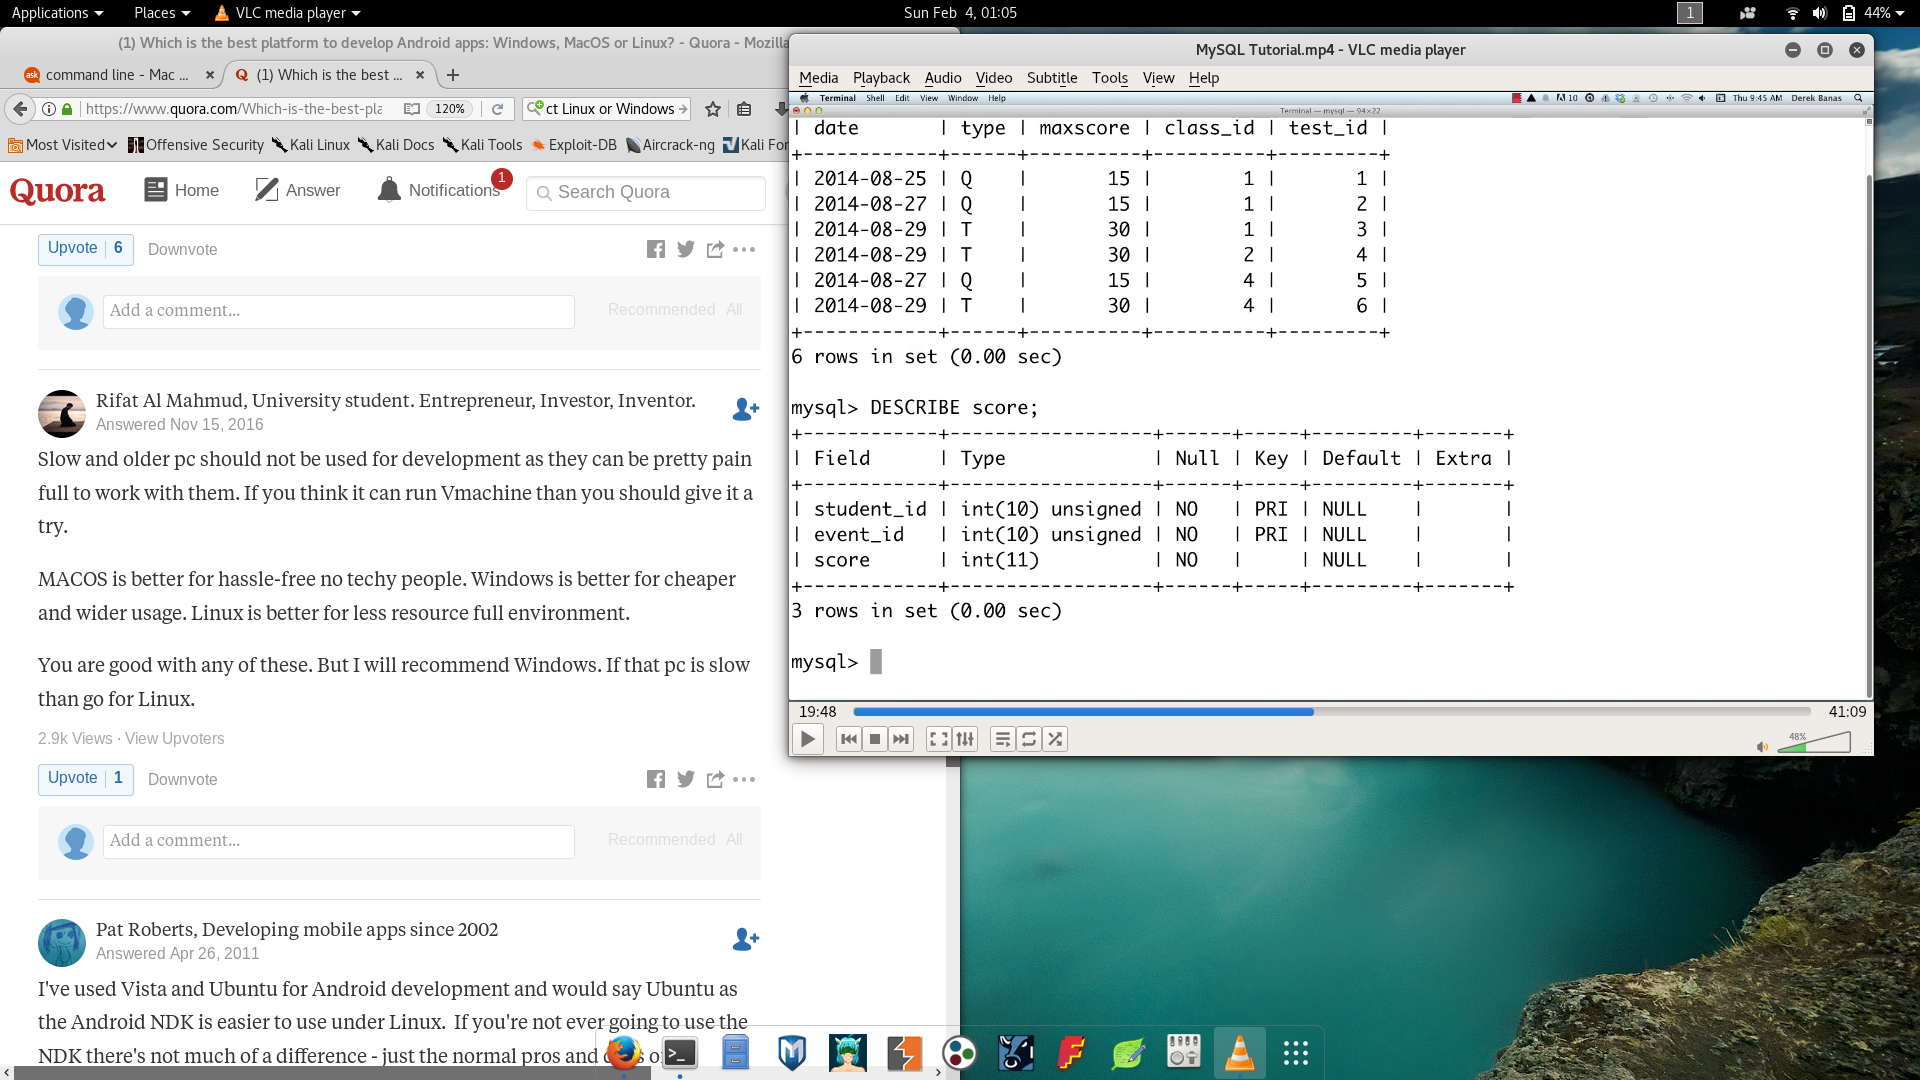 Applications Places VLC media player Sun Feb 4, 01:05 1 44%
(1) Which is the best platform to develop Android apps: Windows, MacOS or Linux? - Quora - Mozilla
ask command line - Mac ... × Q (1) Which is the best ... × +
https://www.quora.com/Which-is-the-best-pla 120% ct Linux or Windows
Most Visited Offensive Security Kali Linux Kali Docs Kali Tools Exploit-DB Aircrack-ng Kali For
Quora Home Answer Notifications 1 Search Quora
Upvote | 6 Downvote
Add a comment... Recommended All
Rifat Al Mahmud, University student. Entrepreneur, Investor, Inventor.
Answered Nov 15, 2016
Slow and older pc should not be used for development as they can be pretty pain
full to work with them. If you think it can run Vmachine than you should give it a
try.
MACOS is better for hassle-free no techy people. Windows is better for cheaper
and wider usage. Linux is better for less resource full environment.
You are good with any of these. But I will recommend Windows. If that pc is slow
than go for Linux.
2.9k Views · View Upvoters
Upvote | 1 Downvote
Add a comment... Recommended All
Pat Roberts, Developing mobile apps since 2002
Answered Apr 26, 2011
I've used Vista and Ubuntu for Android development and would say Ubuntu as
the Android NDK is easier to use under Linux. If you're not ever going to use the
NDK there's not much of a difference - just the normal pros and
MySQL Tutorial.mp4 - VLC media player
Media Playback Audio Video Subtitle Tools View Help
Terminal Shell Edit View Window Help 10 Thu 9:45 AM Derek Banas
Terminal — mysql — 94×22
| date | type | maxscore | class_id | test_id |
+------------+------+----------+----------+---------+
| 2014-08-25 | Q | 15 | 1 | 1 |
| 2014-08-27 | Q | 15 | 1 | 2 |
| 2014-08-29 | T | 30 | 1 | 3 |
| 2014-08-29 | T | 30 | 2 | 4 |
| 2014-08-27 | Q | 15 | 4 | 5 |
| 2014-08-29 | T | 30 | 4 | 6 |
+------------+------+----------+----------+---------+
6 rows in set (0.00 sec)
mysql> DESCRIBE score;
+------------+------------------+------+-----+---------+-------+
| Field | Type | Null | Key | Default | Extra |
+------------+------------------+------+-----+---------+-------+
| student_id | int(10) unsigned | NO | PRI | NULL | |
| event_id | int(10) unsigned | NO | PRI | NULL | |
| score | int(11) | NO | | NULL | |
+------------+------------------+------+-----+---------+-------+
3 rows in set (0.00 sec)
mysql>
19:48 41:09
48%